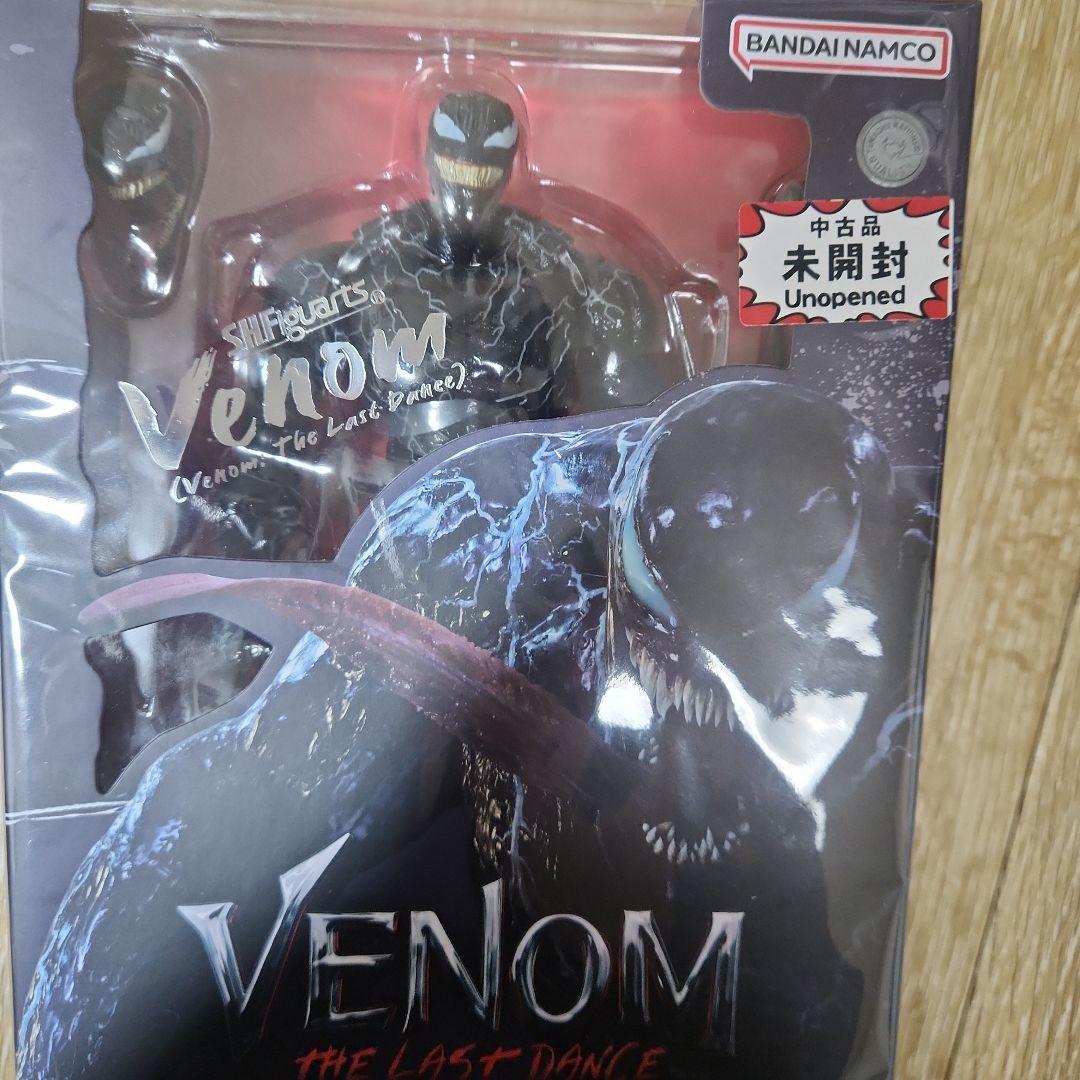 BANDAI NAMCO
中古品
未開封
Unopened
S.H.Figuarts
Venom
(Venom: The Last Dance)
VENOM
THE LAST DANCE